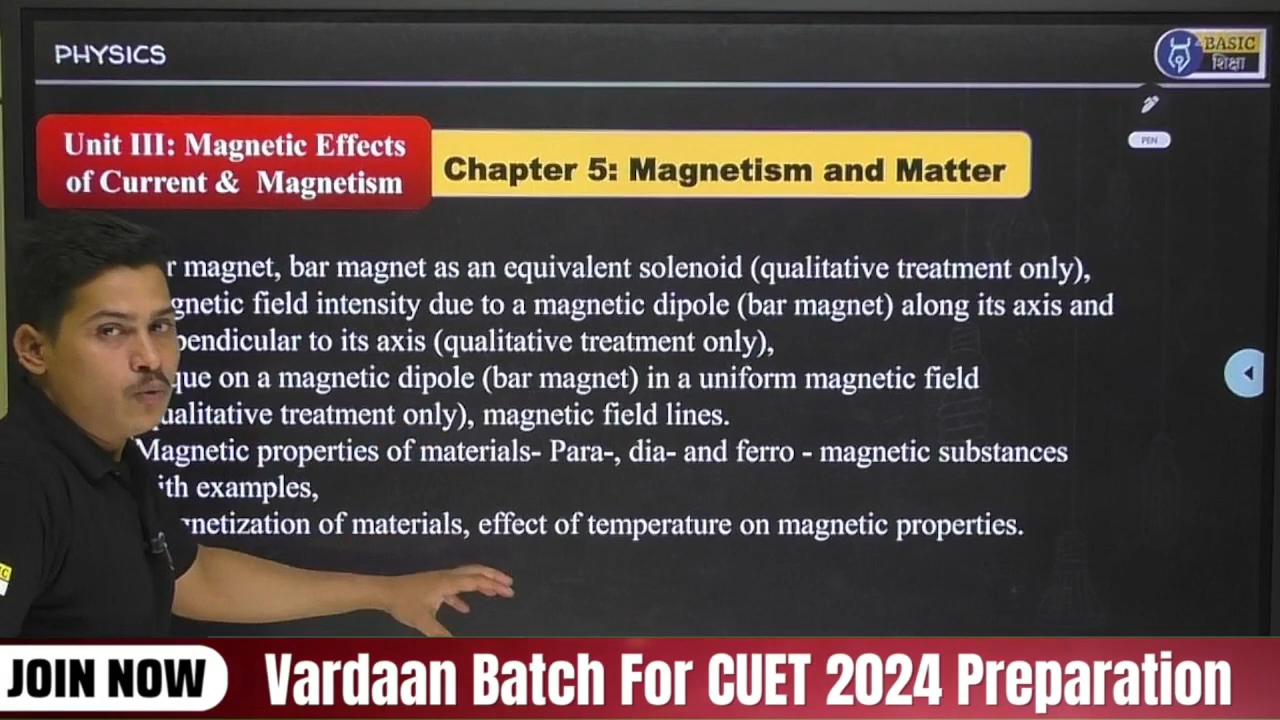 PHYSICS
BASIC
शिक्षा
PEN
Unit III: Magnetic Effects
of Current & Magnetism
Chapter 5: Magnetism and Matter
magnet, bar magnet as an equivalent solenoid (qualitative treatment only),
field intensity due to a magnetic dipole (bar magnet) along its axis and
to its axis (qualitative treatment only),
on a magnetic dipole (bar magnet) in a uniform magnetic field
treatment only), magnetic field lines.
Magnetic properties of materials- Para-, dia- and ferro - magnetic substances
examples,
of materials, effect of temperature on magnetic properties.
JOIN NOW
Vardaan Batch For CUET 2024 Preparation